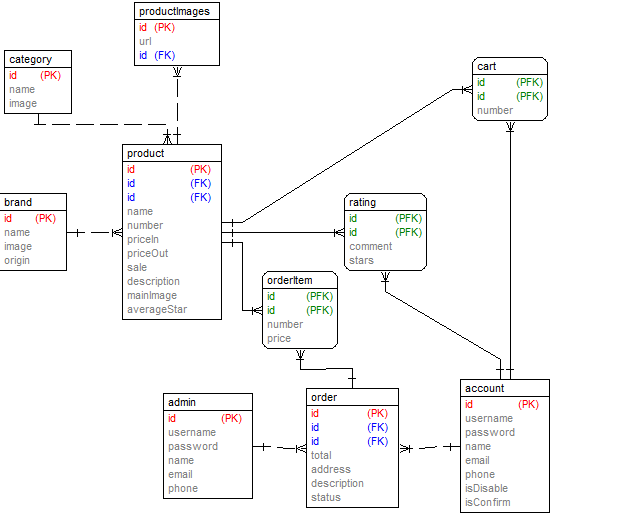 productImages
id (PK)
url
id (FK)
category
id (PK)
name
image
cart
id (PFK)
id (PFK)
number
product
id (PK)
id (FK)
id (FK)
name
number
priceIn
priceOut
sale
description
mainImage
averageStar
brand
id (PK)
name
image
origin
rating
id (PFK)
id (PFK)
comment
stars
orderItem
id (PFK)
id (PFK)
number
price
admin
id (PK)
username
password
name
email
phone
order
id (PK)
id (FK)
id (FK)
total
address
description
status
account
id (PK)
username
password
name
email
phone
isDisable
isConfirm